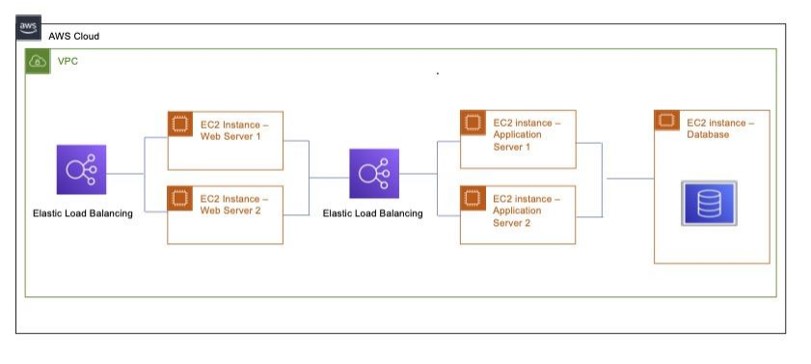 aws
AWS Cloud
VPC
EC2 Instance –
Web Server 1
EC2 Instance –
Web Server 2
Elastic Load Balancing
Elastic Load Balancing
EC2 instance –
Application
Server 1
EC2 instance –
Application
Server 2
EC2 instance –
Database